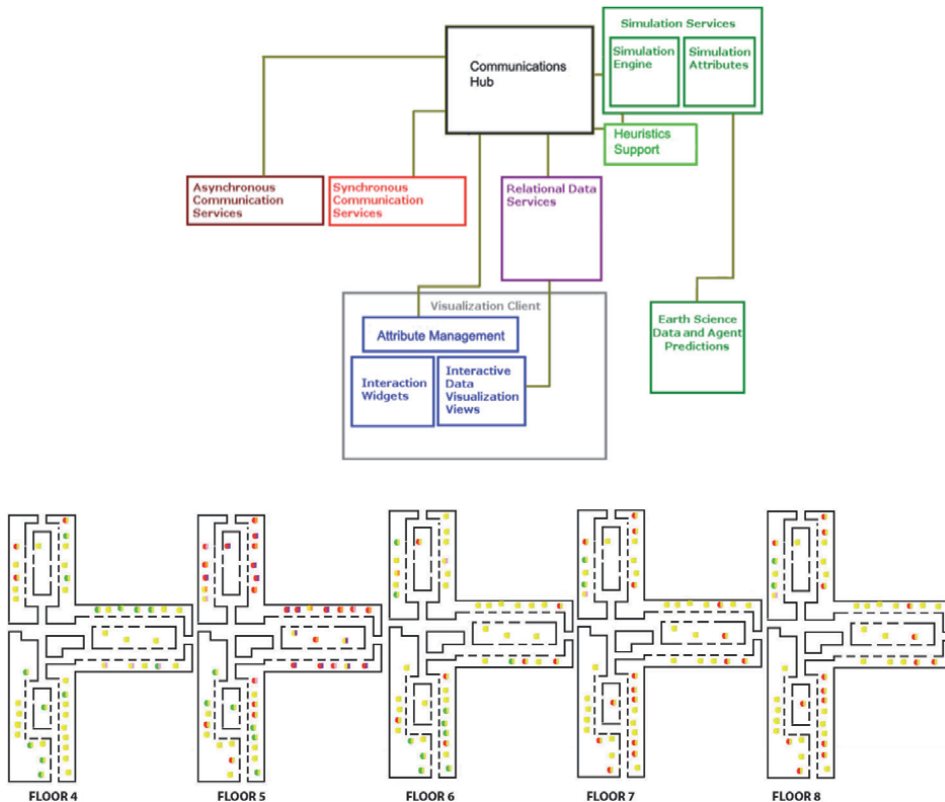 Simulation Services
Simulation
Engine
Simulation
Attributes
Communications
Hub
Heuristics
Support
Asynchronous
Communication
Services
Synchronous
Communication
Services
Relational Data
Services
Visualization Client
Attribute Management
Interaction
Widgets
Interactive
Data
Visualization
Views
Earth Science
Data and Agent
Predictions
FLOOR 4
FLOOR 5
FLOOR 6
FLOOR 7
FLOOR 8